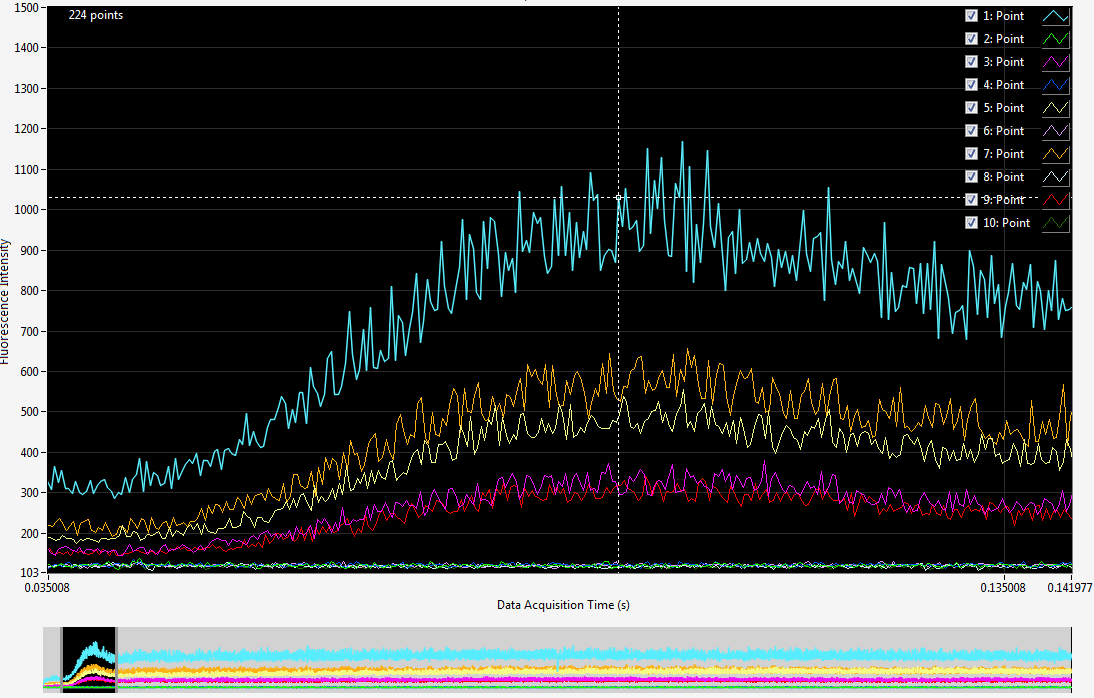 224 points
1500
1400
1300
1200
1100
1000
900
800
700
600
500
400
300
200
103
Fluorescence Intensity
1: Point
2: Point
3: Point
4: Point
5: Point
6: Point
7: Point
8: Point
9: Point
10: Point
0.035008
0.135008
0.141977
Data Acquisition Time (s)